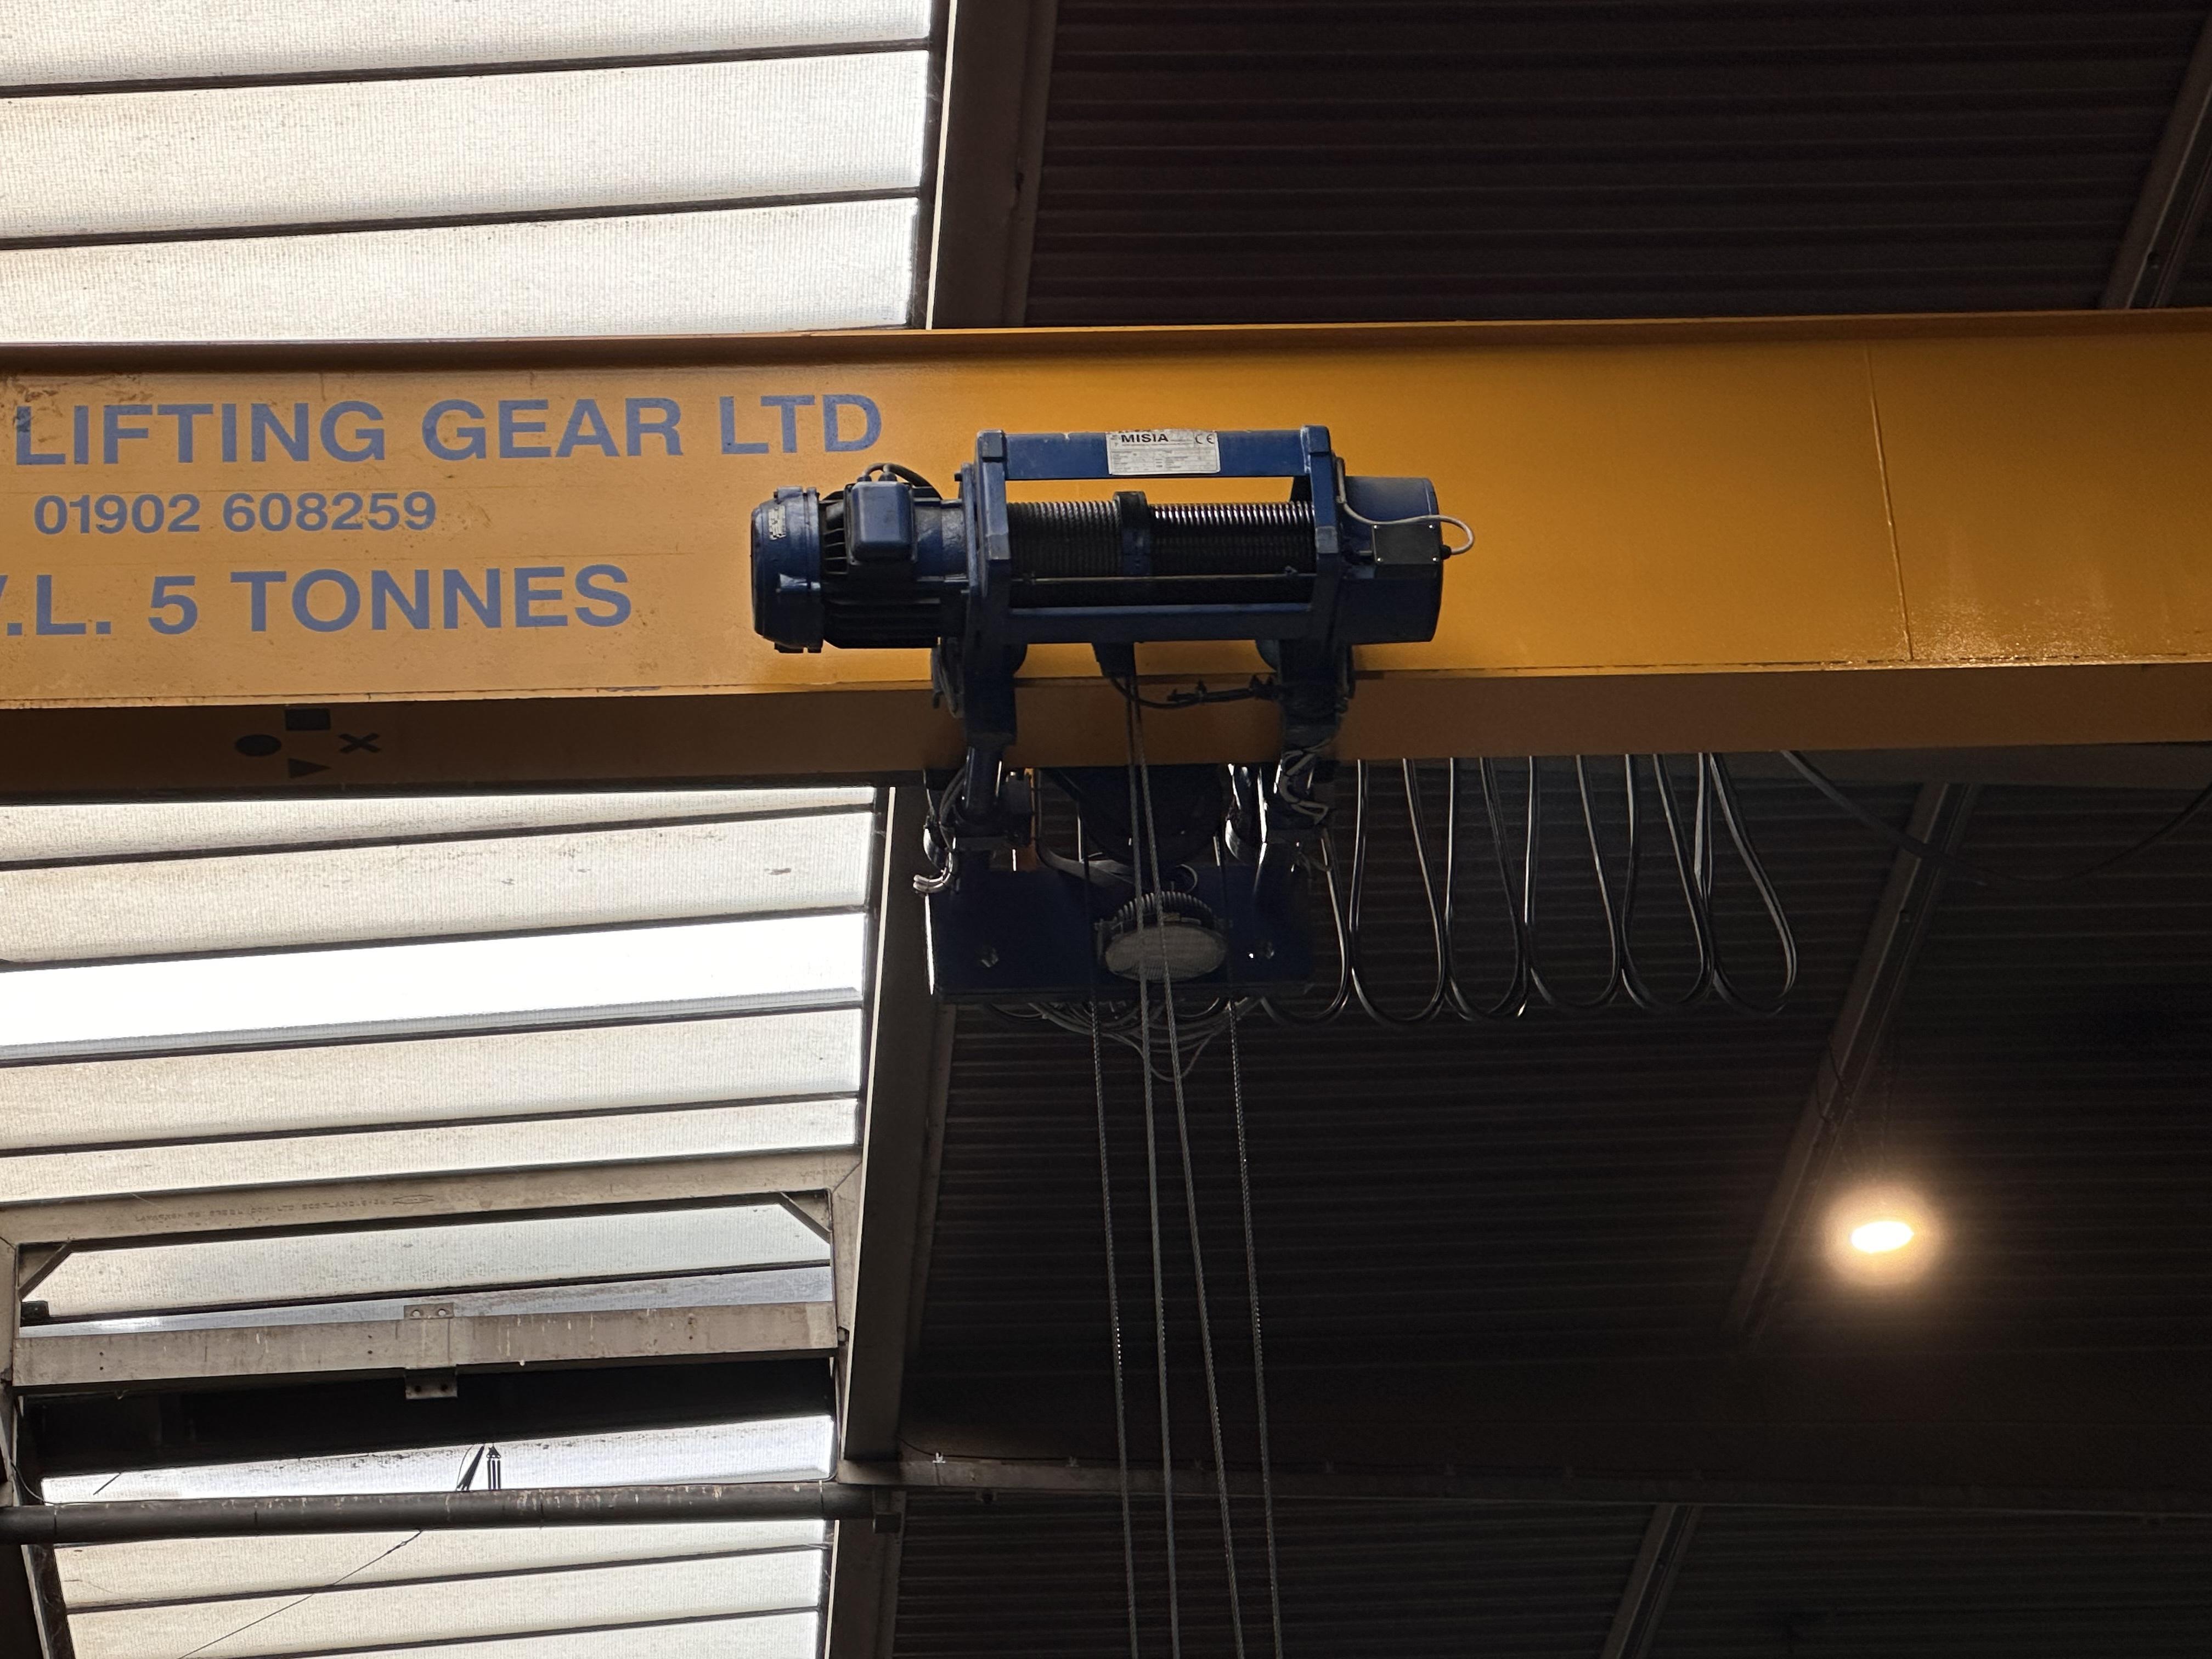 LIFTING GEAR LTD
01902 608259
.L. 5 TONNES
MISIA CE